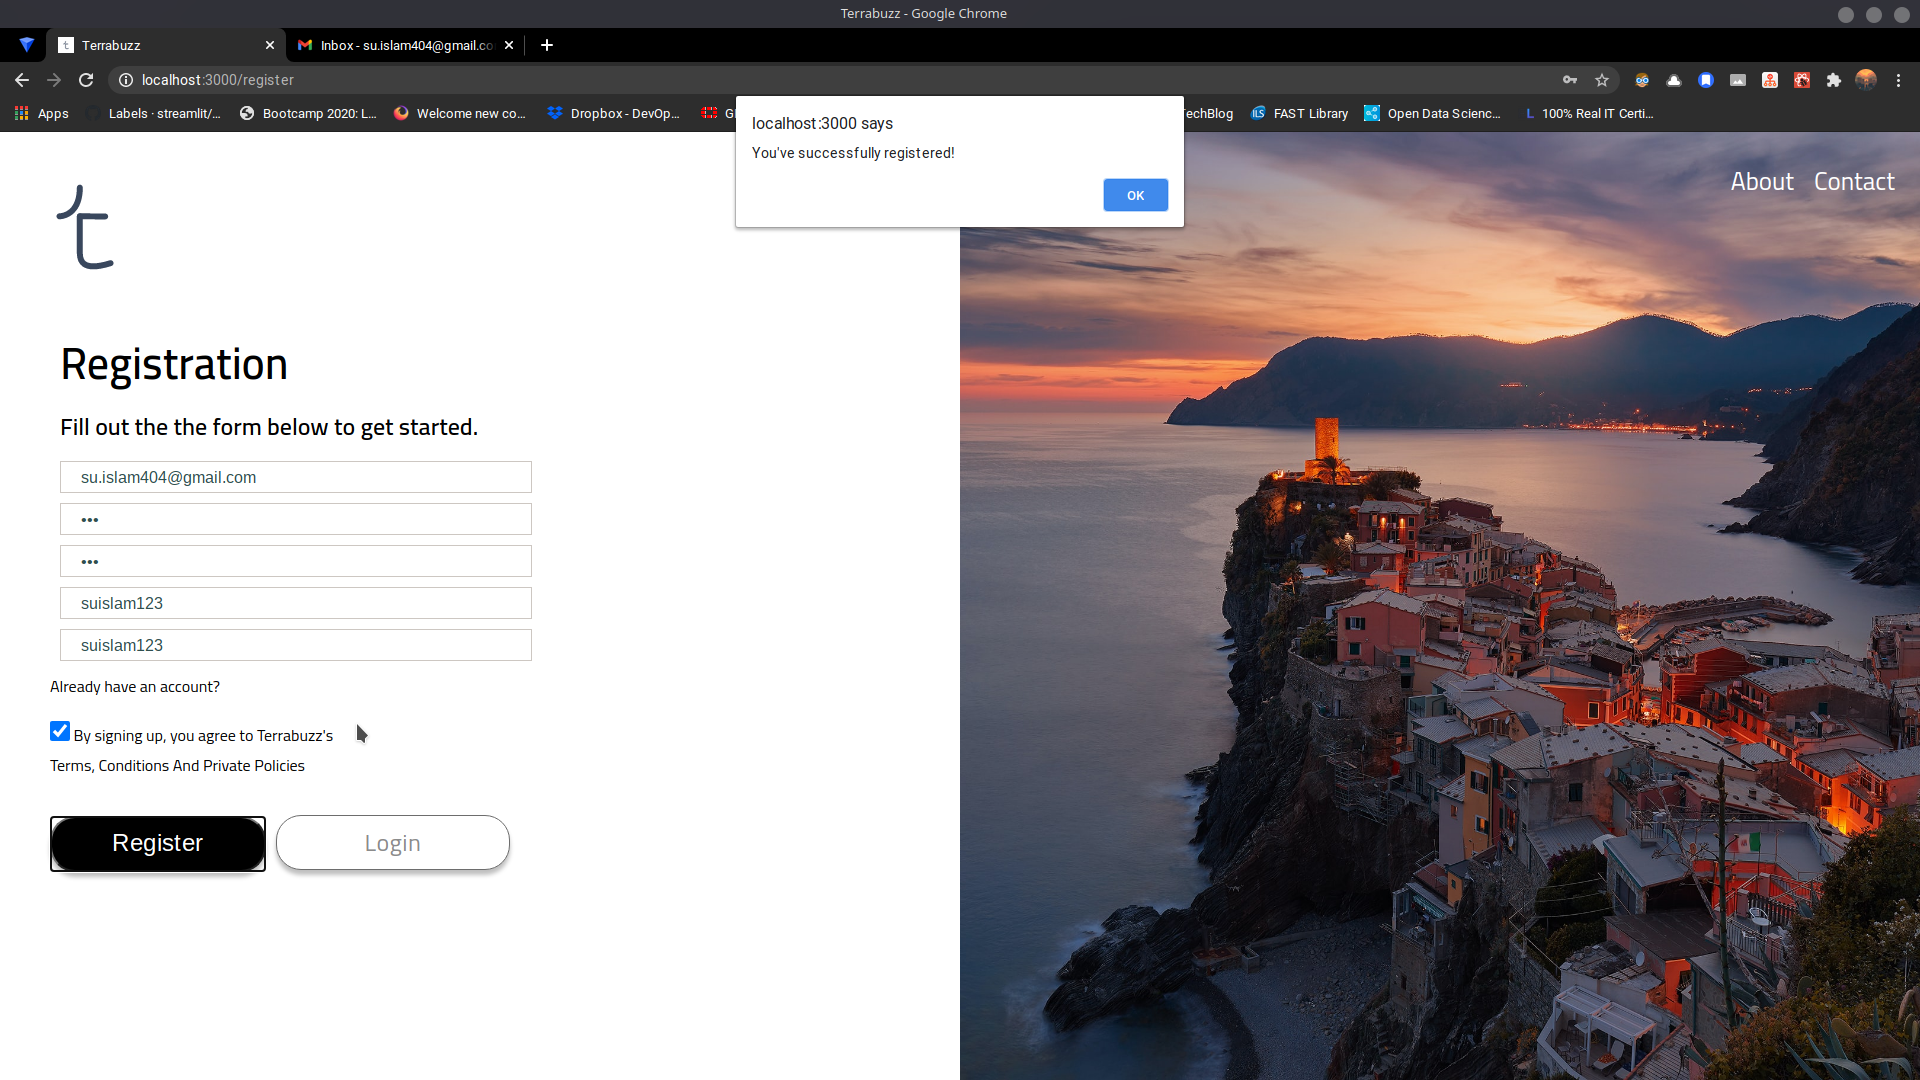 Terrabuzz - Google Chrome
Terrabuzz
Inbox - su.islam404@gmail.co
localhost:3000/register
Apps
Labels · streamlit/...
Bootcamp 2020: L...
Welcome new co...
Dropbox - DevOp...
TechBlog
FAST Library
Open Data Scienc...
100% Real IT Certi...
localhost:3000 says
You've successfully registered!
OK
About
Contact
t
Registration
Fill out the the form below to get started.
su.islam404@gmail.com
•••
•••
suislam123
suislam123
Already have an account?
By signing up, you agree to Terrabuzz's
Terms, Conditions And Private Policies
Register
Login